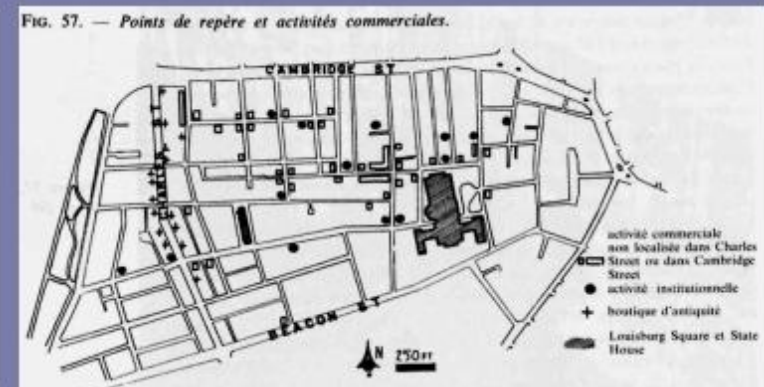 FIG. 57. — Points de repère et activités commerciales.
CAMBRIDGE ST
activité commerciale
non localisée dans Charles
Street ou dans Cambridge
Street
activité institutionnelle
boutique d'antiquité
Louisburg Square et State
House
BEACON ST
N 250 FT